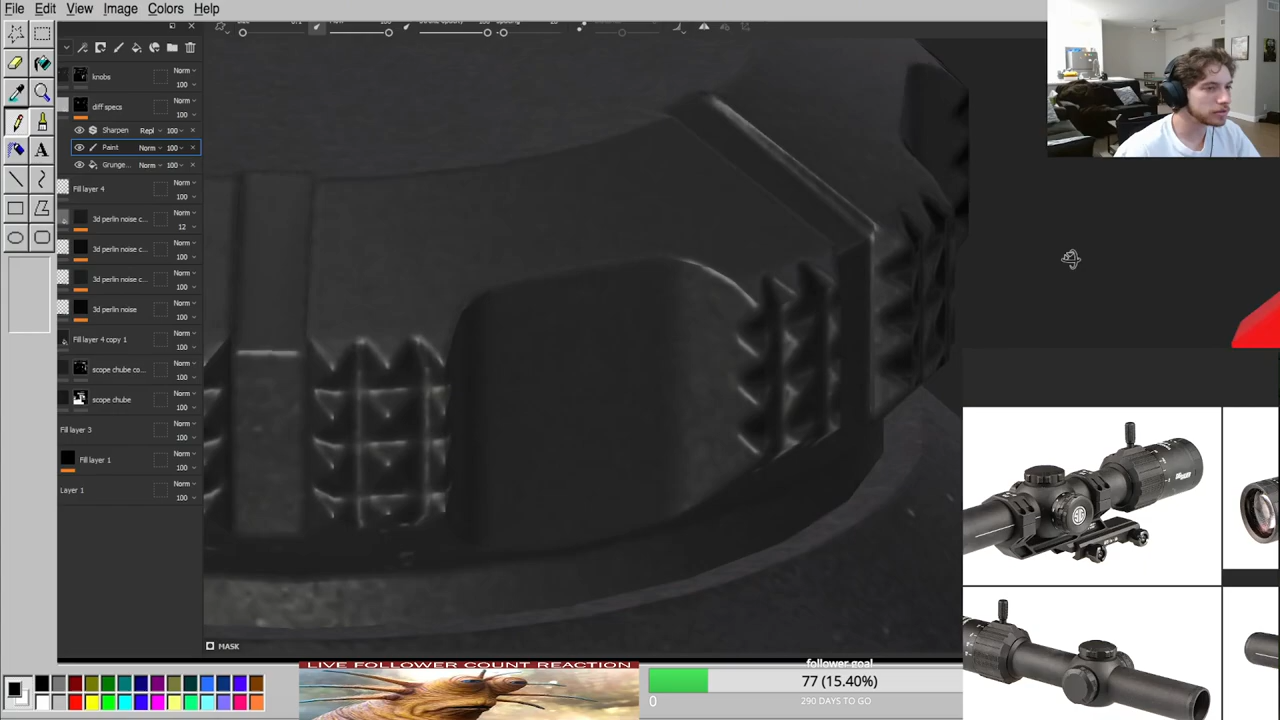 File Edit View Image Colors Help
knobs Norm 100
diff specs Norm 100
Sharpen Repl 100
Paint Norm 100
Grunge... Norm 100
Fill layer 4 Norm 100
3d perlin noise c... Norm 12
3d perlin noise c... Norm 100
3d perlin noise c... Norm 100
3d perlin noise Norm 100
Fill layer 4 copy 1 Norm 100
scope chube co... Norm 100
scope chube Norm 100
Fill layer 3 Norm 100
Fill layer 1 Norm 100
Layer 1 Norm 100
MASK
LIVE FOLLOWER COUNT REACTION
follower goal
77 (15.40%)
0
290 DAYS TO GO
SIG